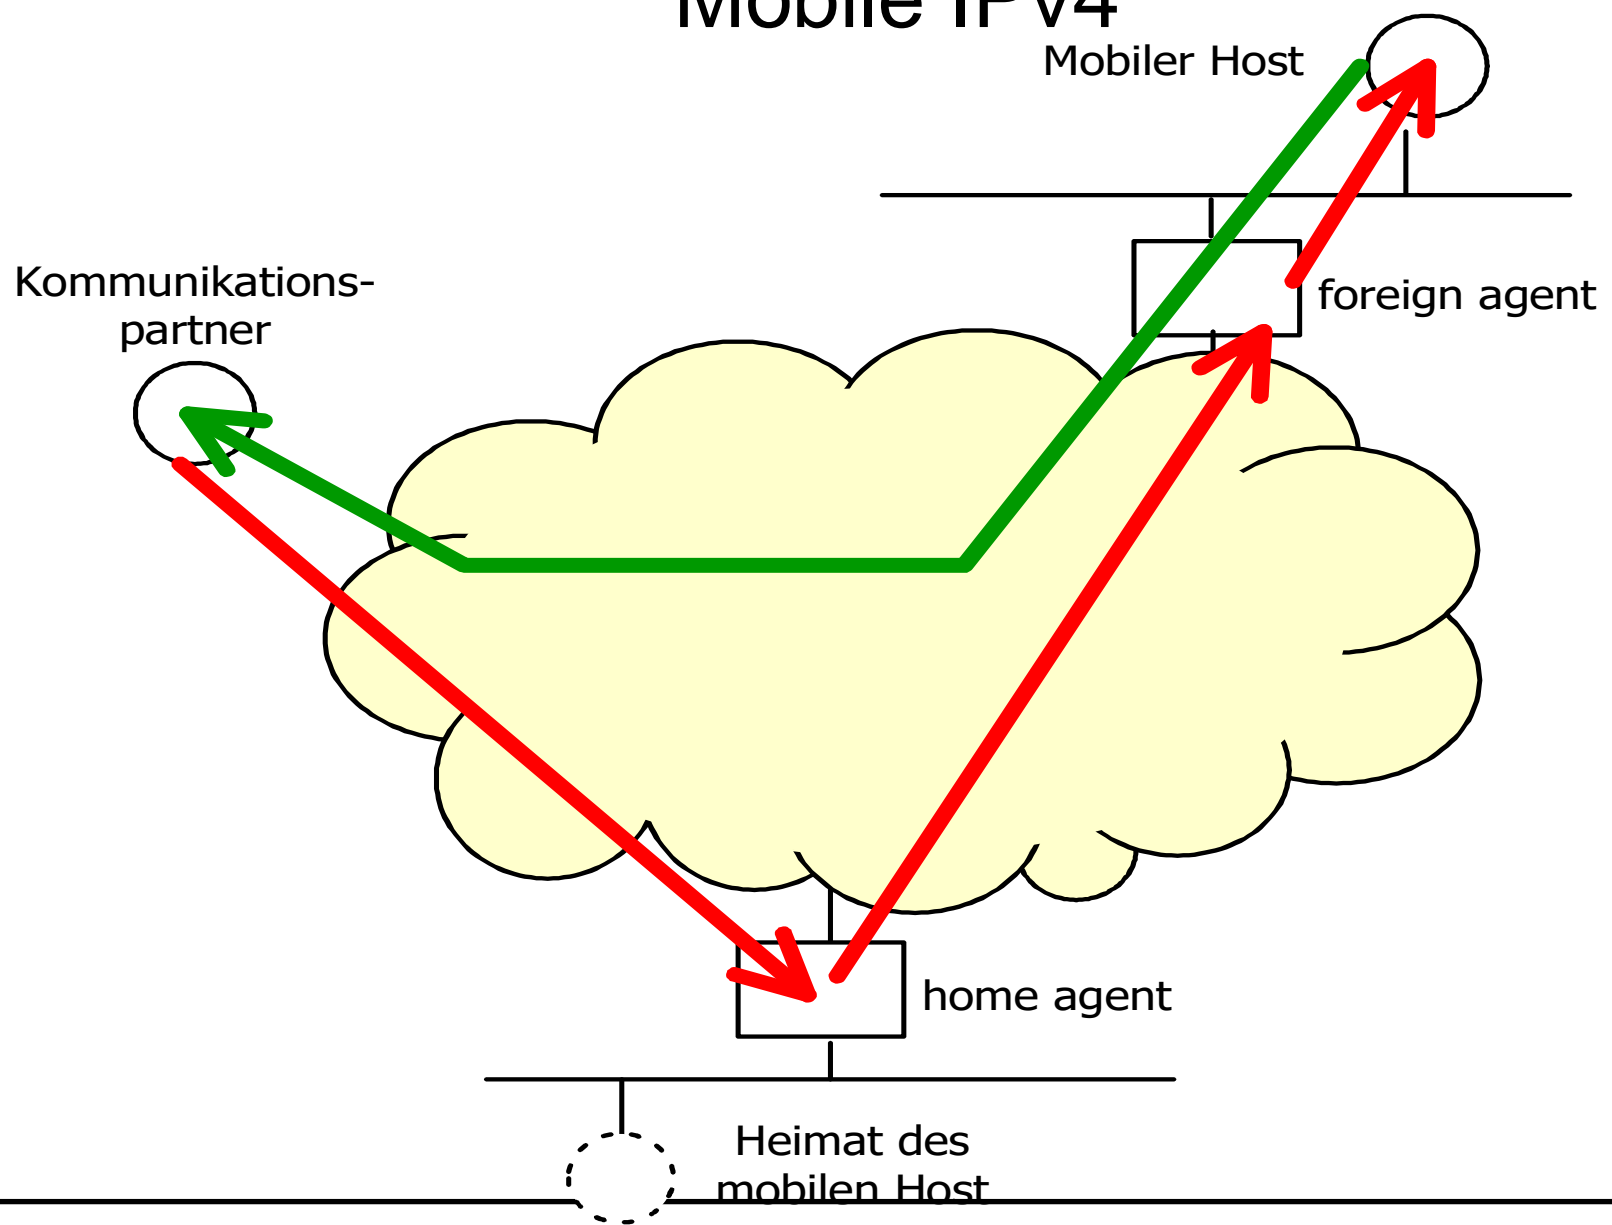 Mobile IPv4
Mobiler Host
Kommunikations-
partner
foreign agent
home agent
Heimat des
mobilen Host